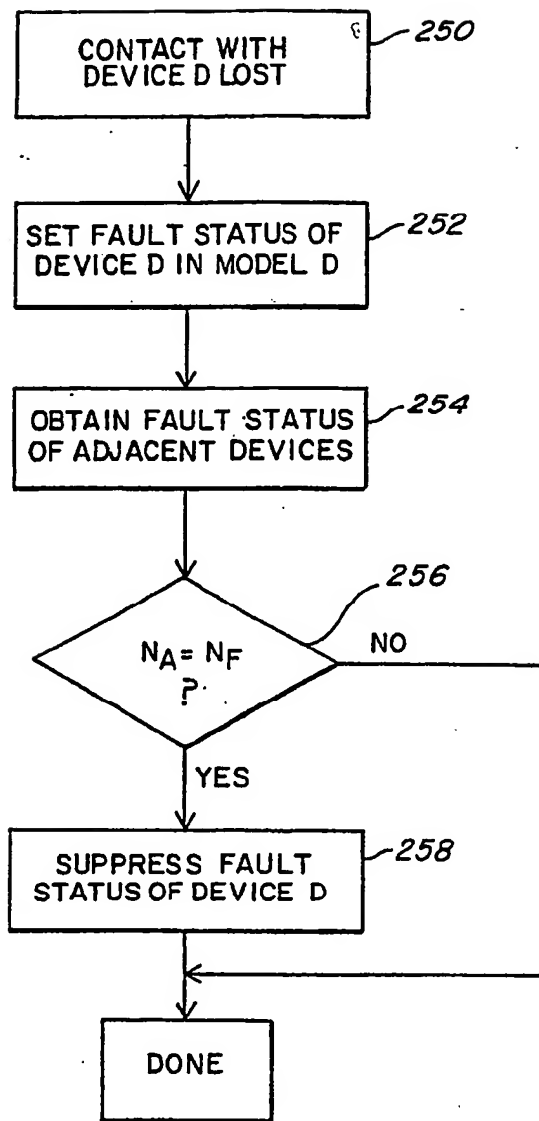 CONTACT WITH
DEVICE D LOST
250
SET FAULT STATUS OF
DEVICE D IN MODEL D
252
OBTAIN FAULT STATUS
OF ADJACENT DEVICES
254
256
NA = NF
?
NO
YES
SUPPRESS FAULT
STATUS OF DEVICE D
258
DONE